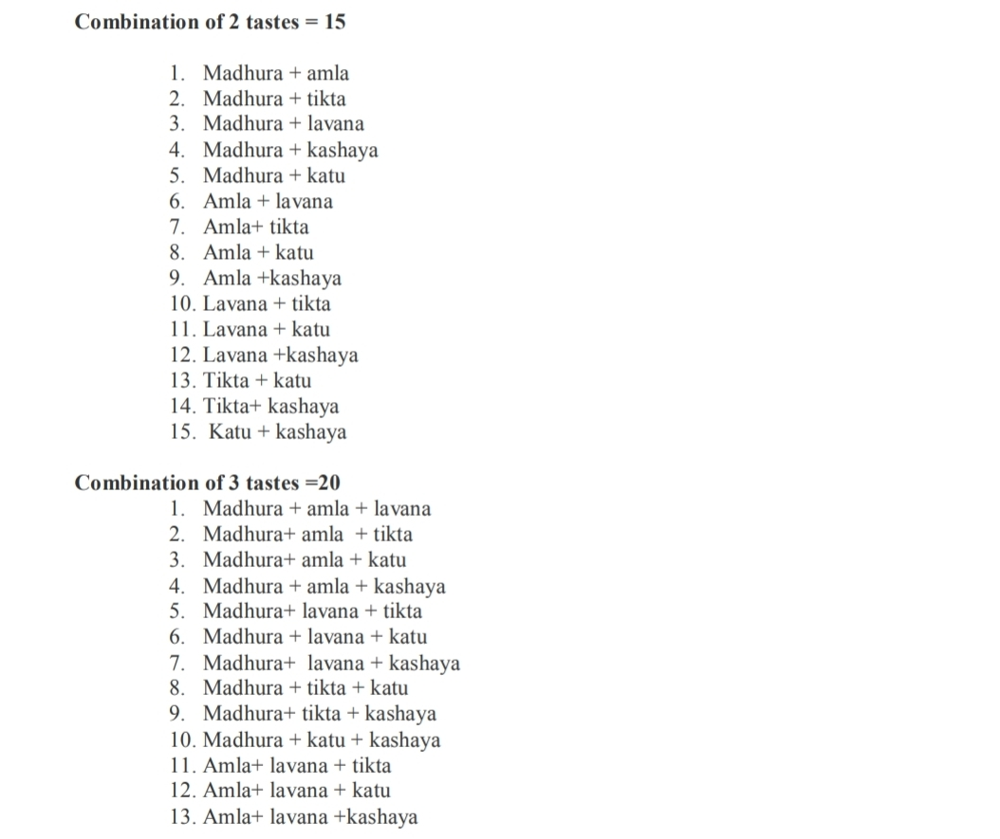 Combination of 2 tastes = 15
1. Madhura + amla
2. Madhura + tikta
3. Madhura + lavana
4. Madhura + kashaya
5. Madhura + katu
6. Amla + lavana
7. Amla+ tikta
8. Amla + katu
9. Amla +kashaya
10. Lavana + tikta
11. Lavana + katu
12. Lavana +kashaya
13. Tikta + katu
14. Tikta+ kashaya
15. Katu + kashaya
Combination of 3 tastes =20
1. Madhura + amla + lavana
2. Madhura+ amla + tikta
3. Madhura+ amla + katu
4. Madhura + amla + kashaya
5. Madhura+ lavana + tikta
6. Madhura + lavana + katu
7. Madhura+ lavana + kashaya
8. Madhura + tikta + katu
9. Madhura+ tikta + kashaya
10. Madhura + katu + kashaya
11. Amla+ lavana + tikta
12. Amla+ lavana + katu
13. Amla+ lavana +kashaya